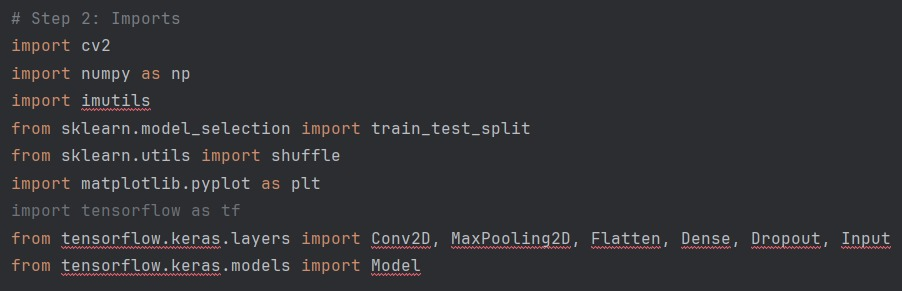 # Step 2: Imports
import cv2
import numpy as np
import imutils
from sklearn.model_selection import train_test_split
from sklearn.utils import shuffle
import matplotlib.pyplot as plt
import tensorflow as tf
from tensorflow.keras.layers import Conv2D, MaxPooling2D, Flatten, Dense, Dropout, Input
from tensorflow.keras.models import Model